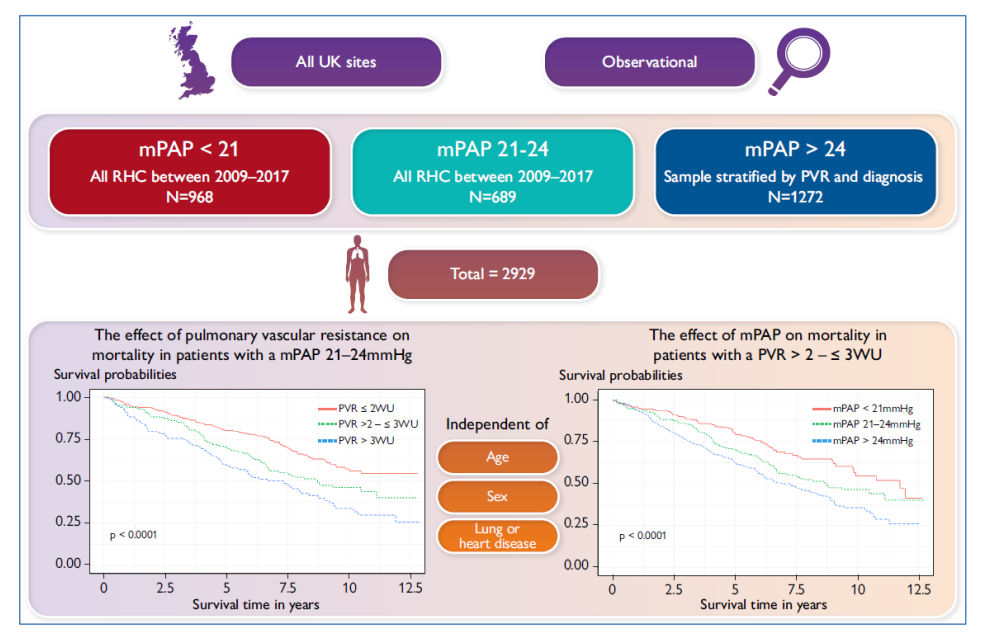 All UK sites
Observational
mPAP < 21
All RHC between 2009–2017
N=968
mPAP 21-24
All RHC between 2009–2017
N=689
mPAP > 24
Sample stratified by PVR and diagnosis
N=1272
Total = 2929
The effect of pulmonary vascular resistance on
mortality in patients with a mPAP 21–24mmHg
Survival probabilities
1.00
0.75
0.50
0.25
0.00
PVR ≤ 2WU
PVR >2 – ≤ 3WU
PVR > 3WU
p < 0.0001
0 2.5 5 7.5 10 12.5
Survival time in years
Independent of
Age
Sex
Lung or
heart disease
The effect of mPAP on mortality in
patients with a PVR > 2 – ≤ 3WU
Survival probabilities
1.00
0.75
0.50
0.25
0.00
mPAP < 21mmHg
mPAP 21–24mmHg
mPAP > 24mmHg
p < 0.0001
0 2.5 5 7.5 10 12.5
Survival time in years